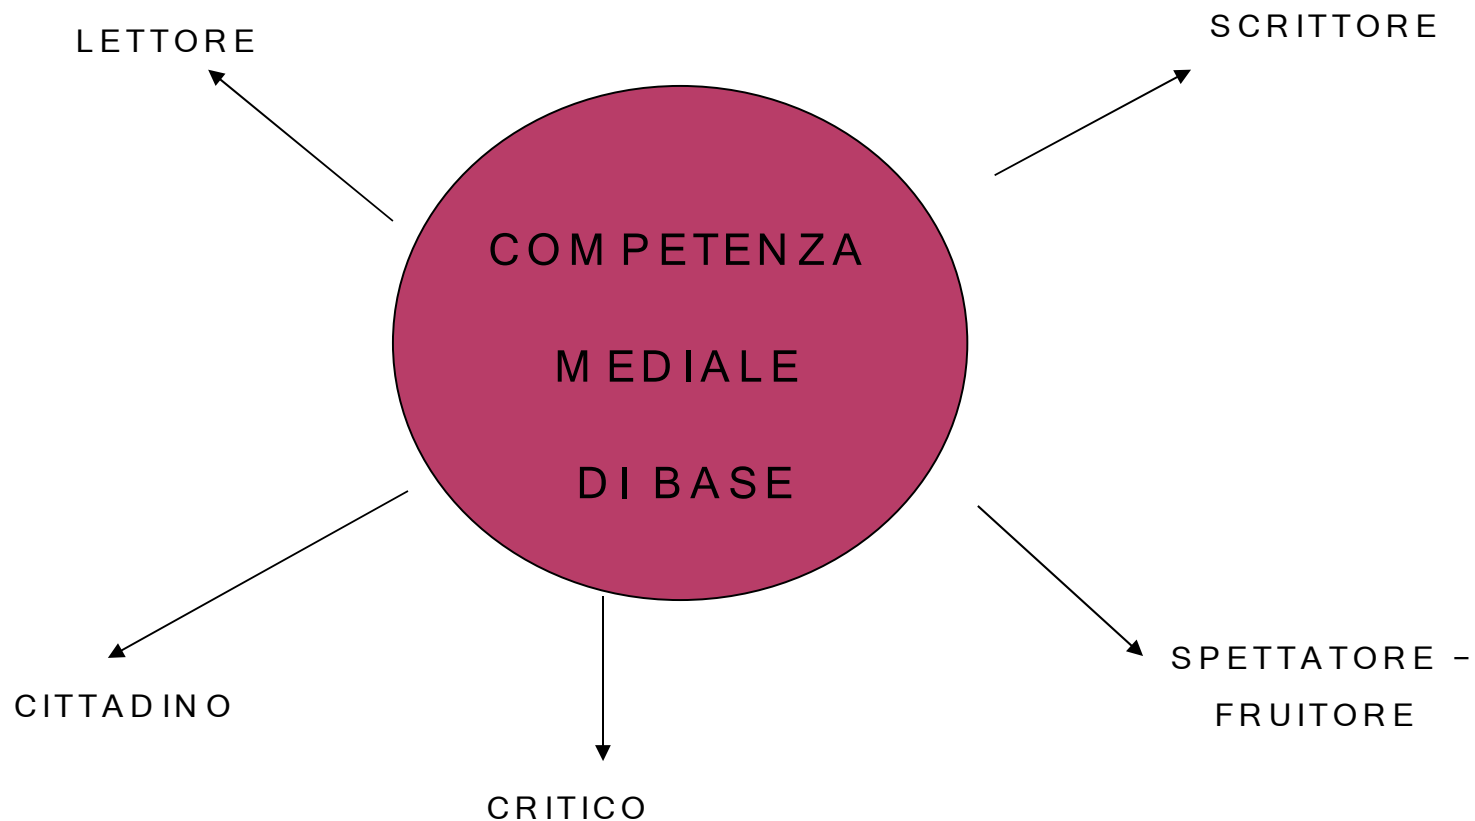 LETTORE
SCRITTORE
COMPETENZA
MEDIALE
DI BASE
CITTADINO
SPETTATORE –
FRUITORE
CRITICO